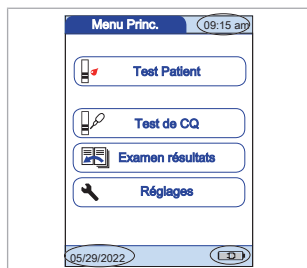 Menu Princ. 09:15 am
Test Patient
Test de CQ
Examen résultats
Réglages
05/29/2022